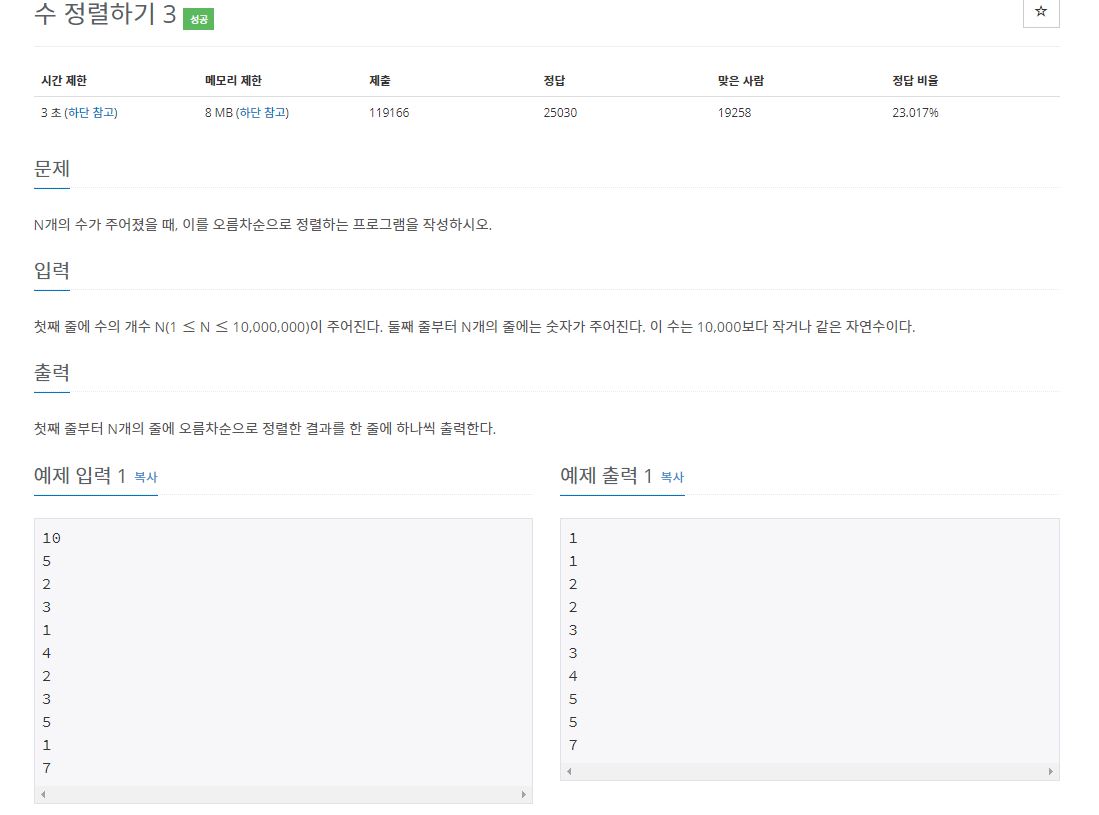 수 정렬하기 3 성공
☆
시간 제한 메모리 제한 제출 정답 맞은 사람 정답 비율
3 초 (하단 참고) 8 MB (하단 참고) 119166 25030 19258 23.017%
문제
N개의 수가 주어졌을 때, 이를 오름차순으로 정렬하는 프로그램을 작성하시오.
입력
첫째 줄에 수의 개수 N(1 ≤ N ≤ 10,000,000)이 주어진다. 둘째 줄부터 N개의 줄에는 숫자가 주어진다. 이 수는 10,000보다 작거나 같은 자연수이다.
출력
첫째 줄부터 N개의 줄에 오름차순으로 정렬한 결과를 한 줄에 하나씩 출력한다.
예제 입력 1 복사
10
5
2
3
1
4
2
3
5
1
7
예제 출력 1 복사
1
1
2
2
3
3
4
5
5
7